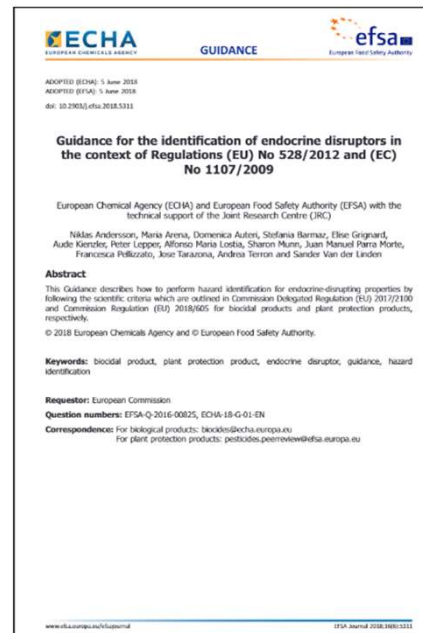 ECHA
EUROPEAN CHEMICALS AGENCY
GUIDANCE
efsa
European Food Safety Authority
ADOPTED (ECHA): 5 June 2018
ADOPTED (EFSA): 5 June 2018
doi: 10.2903/j.efsa.2018.5311
Guidance for the identification of endocrine disruptors in
the context of Regulations (EU) No 528/2012 and (EC)
No 1107/2009
European Chemical Agency (ECHA) and European Food Safety Authority (EFSA) with the
technical support of the Joint Research Centre (JRC)
Niklas Andersson, Maria Arena, Domenica Auteri, Stefania Barmaz, Elise Grignard,
Aude Kienzler, Peter Lepper, Alfonso Maria Lostia, Sharon Munn, Juan Manuel Parra Morte,
Francesca Pellizzato, Jose Tarazona, Andrea Terron and Sander Van der Linden
Abstract
This Guidance describes how to perform hazard identification for endocrine-disrupting properties by
following the scientific criteria which are outlined in Commission Delegated Regulation (EU) 2017/2100
and Commission Regulation (EU) 2018/605 for biocidal products and plant protection products,
respectively.
© 2018 European Chemicals Agency and © European Food Safety Authority.
Keywords: biocidal product, plant protection product, endocrine disruptor, guidance, hazard
identification
Requestor: European Commission
Question numbers: EFSA-Q-2016-00825, ECHA-18-G-01-EN
Correspondence: For biological products: biocides@echa.europa.eu
For plant protection products: pesticides.peerreview@efsa.europa.eu
www.efsa.europa.eu/efsajournal
EFSA Journal 2018;16(6):5311